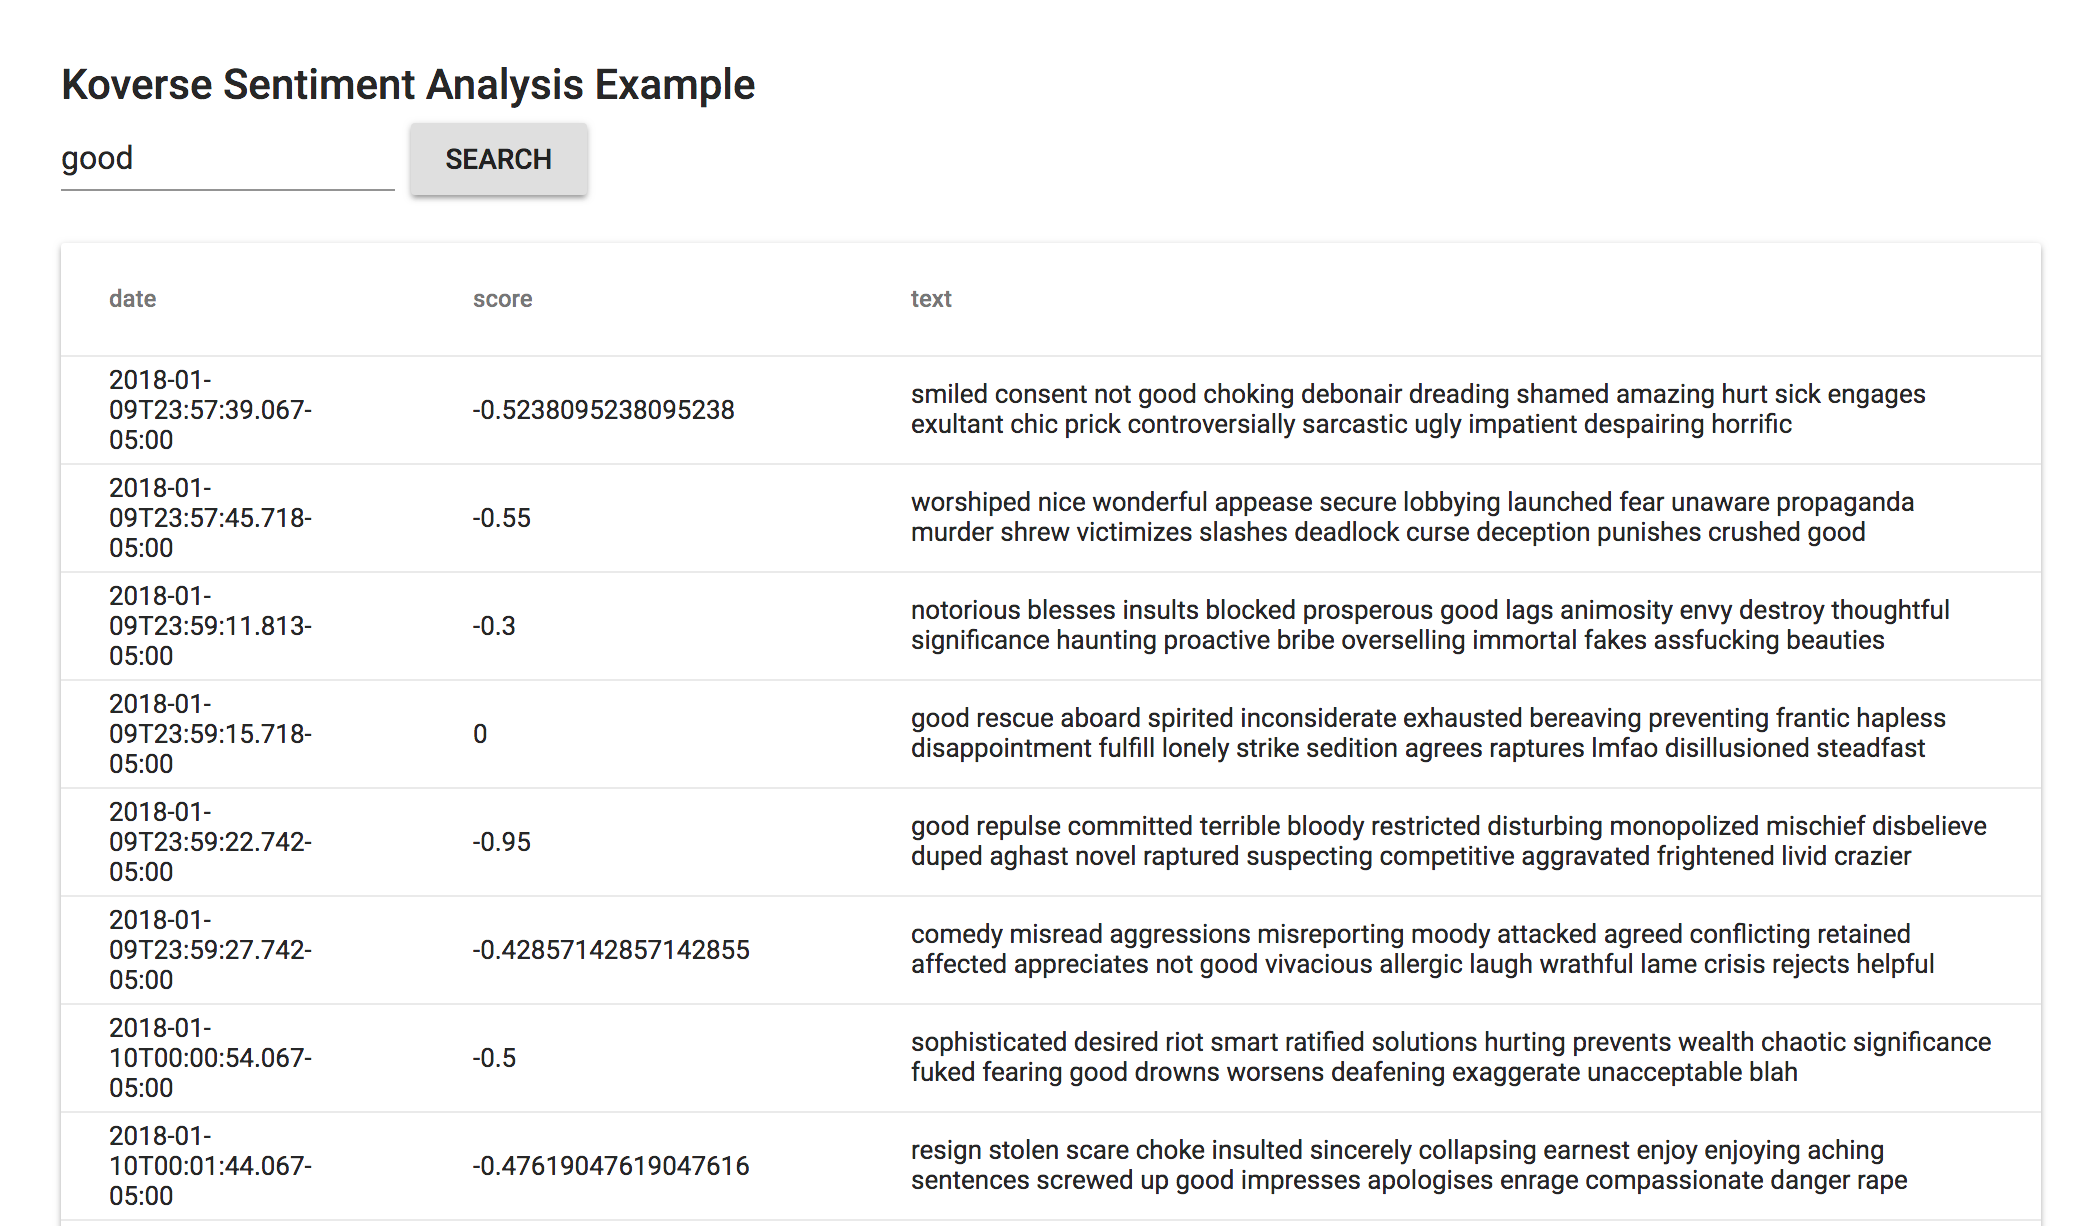 Koverse Sentiment Analysis Example
good
SEARCH
date score text
2018-01-
09T23:57:39.067-
05:00
-0.5238095238095238
smiled consent not good choking debonair dreading shamed amazing hurt sick engages
exultant chic prick controversially sarcastic ugly impatient despairing horrific
2018-01-
09T23:57:45.718-
05:00
-0.55
worshiped nice wonderful appease secure lobbying launched fear unaware propaganda
murder shrew victimizes slashes deadlock curse deception punishes crushed good
2018-01-
09T23:59:11.813-
05:00
-0.3
notorious blesses insults blocked prosperous good lags animosity envy destroy thoughtful
significance haunting proactive bribe overselling immortal fakes assfucking beauties
2018-01-
09T23:59:15.718-
05:00
0
good rescue aboard spirited inconsiderate exhausted bereaving preventing frantic hapless
disappointment fulfill lonely strike sedition agrees raptures lmfao disillusioned steadfast
2018-01-
09T23:59:22.742-
05:00
-0.95
good repulse committed terrible bloody restricted disturbing monopolized mischief disbelieve
duped aghast novel raptured suspecting competitive aggravated frightened livid crazier
2018-01-
09T23:59:27.742-
05:00
-0.42857142857142855
comedy misread aggressions misreporting moody attacked agreed conflicting retained
affected appreciates not good vivacious allergic laugh wrathful lame crisis rejects helpful
2018-01-
10T00:00:54.067-
05:00
-0.5
sophisticated desired riot smart ratified solutions hurting prevents wealth chaotic significance
fuked fearing good drowns worsens deafening exaggerate unacceptable blah
2018-01-
10T00:01:44.067-
05:00
-0.47619047619047616
resign stolen scare choke insulted sincerely collapsing earnest enjoy enjoying aching
sentences screwed up good impresses apologises enrage compassionate danger rape